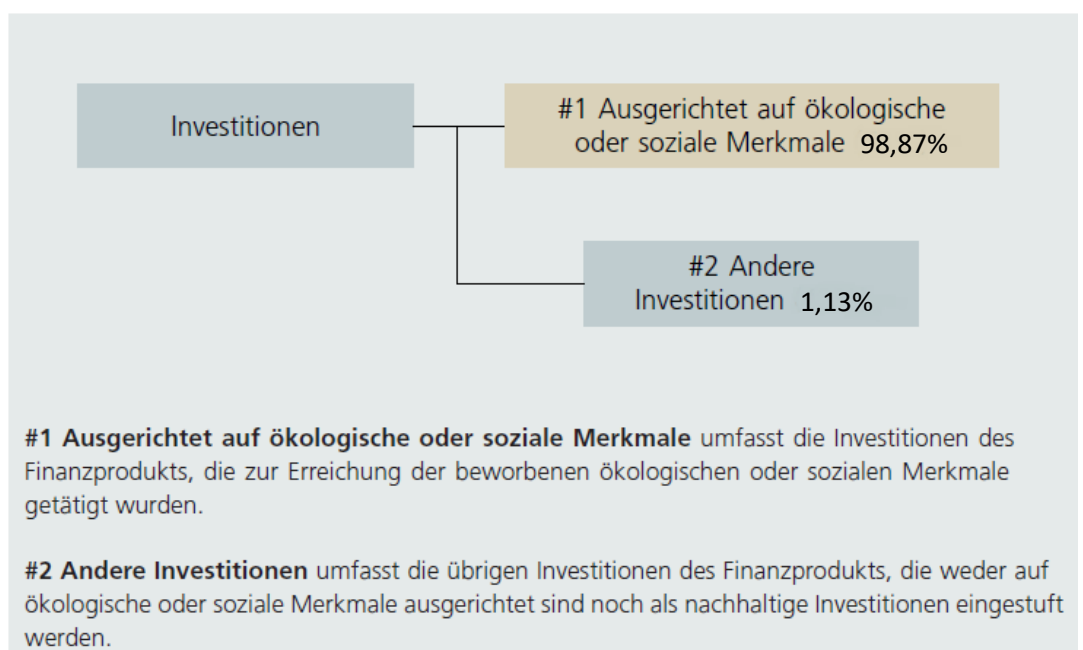 Investitionen
#1 Ausgerichtet auf ökologische
oder soziale Merkmale 98,87%
#2 Andere
Investitionen 1,13%
#1 Ausgerichtet auf ökologische oder soziale Merkmale umfasst die Investitionen des
Finanzprodukts, die zur Erreichung der beworbenen ökologischen oder sozialen Merkmale
getätigt wurden.
#2 Andere Investitionen umfasst die übrigen Investitionen des Finanzprodukts, die weder auf
ökologische oder soziale Merkmale ausgerichtet sind noch als nachhaltige Investitionen eingestuft
werden.